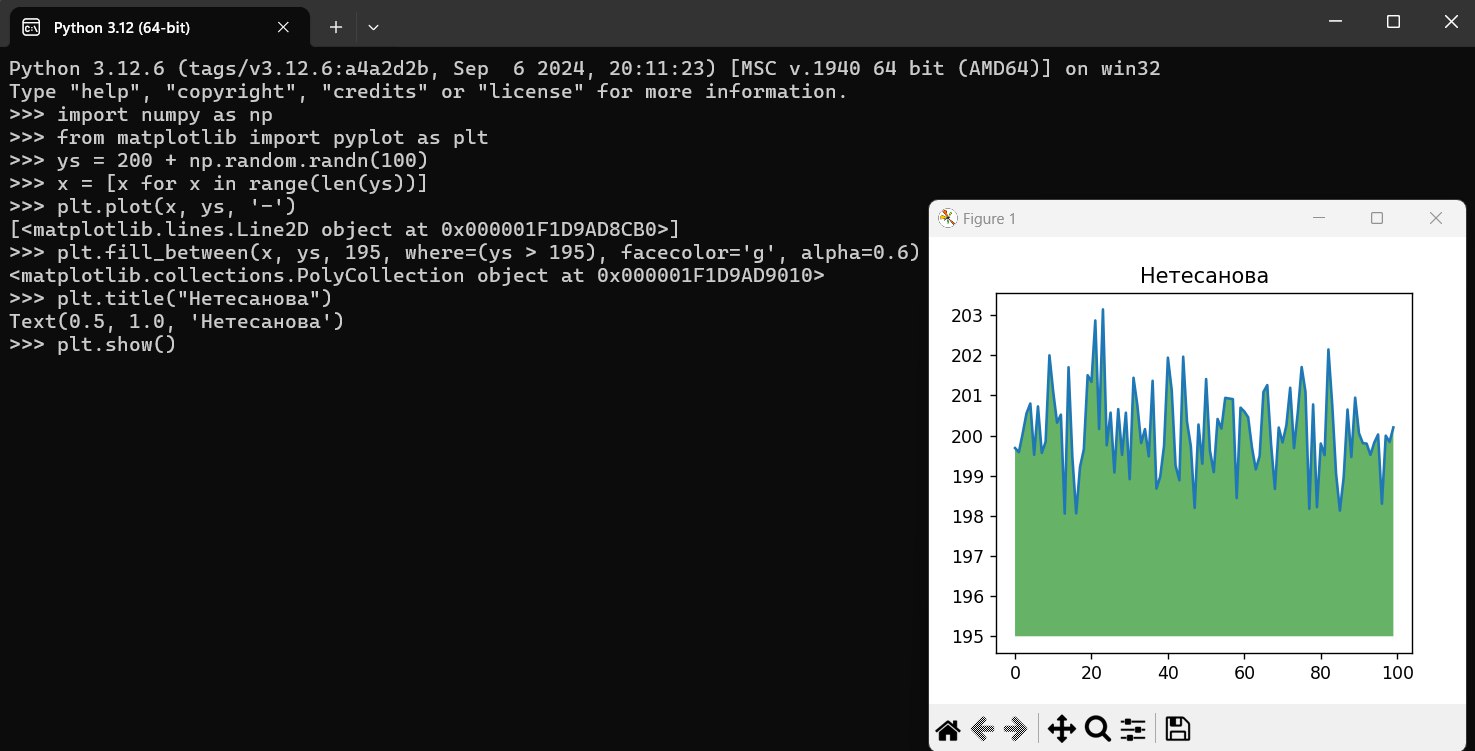 Python 3.12 (64-bit)
Python 3.12.6 (tags/v3.12.6:a4a2d2b, Sep  6 2024, 20:11:23) [MSC v.1940 64 bit (AMD64)] on win32
Type "help", "copyright", "credits" or "license" for more information.
>>> import numpy as np
>>> from matplotlib import pyplot as plt
>>> ys = 200 + np.random.randn(100)
>>> x = [x for x in range(len(ys))]
>>> plt.plot(x, ys, '-')
[<matplotlib.lines.Line2D object at 0x000001F1D9AD8CB0>]
>>> plt.fill_between(x, ys, 195, where=(ys > 195), facecolor='g', alpha=0.6)
<matplotlib.collections.PolyCollection object at 0x000001F1D9AD9010>
>>> plt.title("Нетесанова")
Text(0.5, 1.0, 'Нетесанова')
>>> plt.show()
Figure 1
Нетесанова
203
202
201
200
199
198
197
196
195
0 20 40 60 80 100